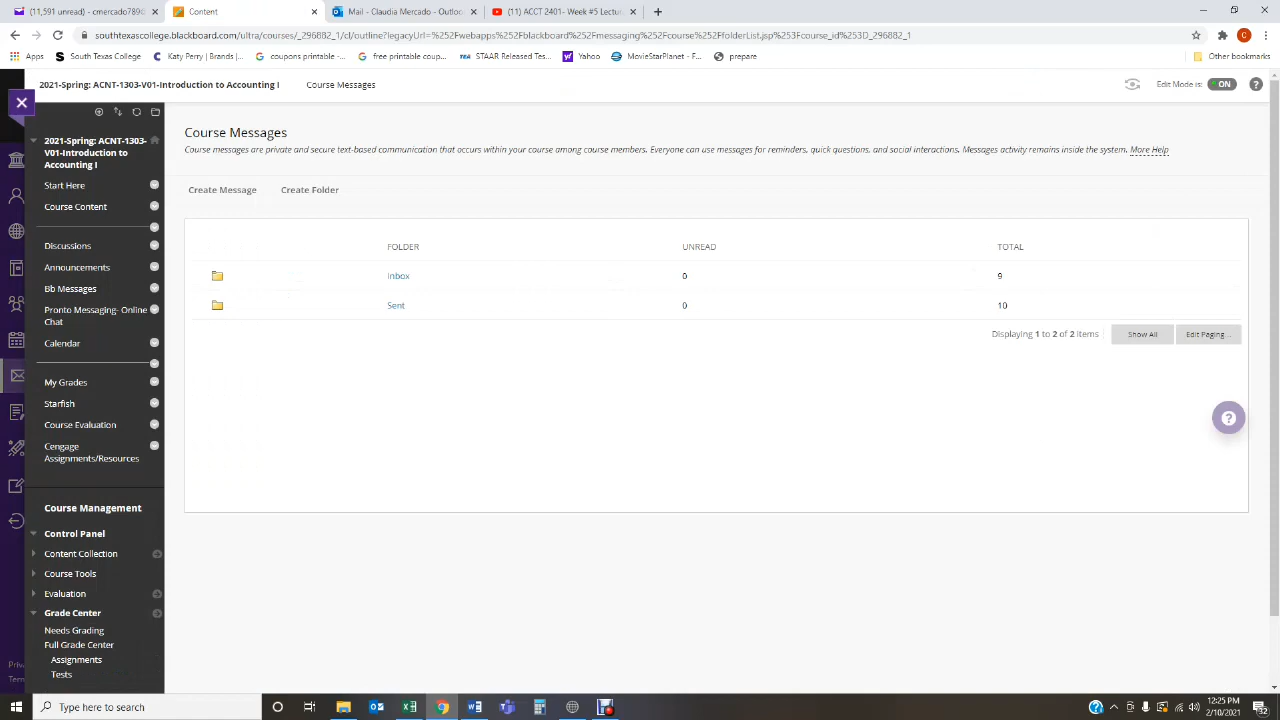 (11,591 unread) - cmercado789@
Content
Mail - Claudia Mercado - Outloo
(11) ACCT 2401- Week #5 Lectur
southtexascollege.blackboard.com/ultra/courses/_296882_1/cl/outline?legacyUrl=%252Fwebapps%252Fblackboard%252Fmessaging%252Fcourse%252FfolderList.jsp%253Fcourse_id%253D_296882_1
C
Apps
South Texas College
Katy Perry | Brands |...
coupons printable -...
free printable coup...
STAAR Released Tes...
Yahoo
MovieStarPlanet - F...
prepare
Other bookmarks
2021-Spring: ACNT-1303-V01-Introduction to Accounting I
Course Messages
Edit Mode is:
ON
2021-Spring: ACNT-1303-
V01-Introduction to
Accounting I
Start Here
Course Content
Discussions
Announcements
Bb Messages
Pronto Messaging- Online
Chat
Calendar
My Grades
Starfish
Course Evaluation
Cengage
Assignments/Resources
Course Management
Control Panel
Content Collection
Course Tools
Evaluation
Grade Center
Needs Grading
Full Grade Center
Assignments
Tests
Priv
Term
Course Messages
Course messages are private and secure text-based communication that occurs within your course among course members. Everyone can use messages for reminders, quick questions, and social interactions. Messages activity remains inside the system. More Help
Create Message
Create Folder
FOLDER UNREAD TOTAL
Inbox 0 9
Sent 0 10
Displaying 1 to 2 of 2 items
Show All
Edit Paging...
Type here to search
12:25 PM
2/10/2021
32